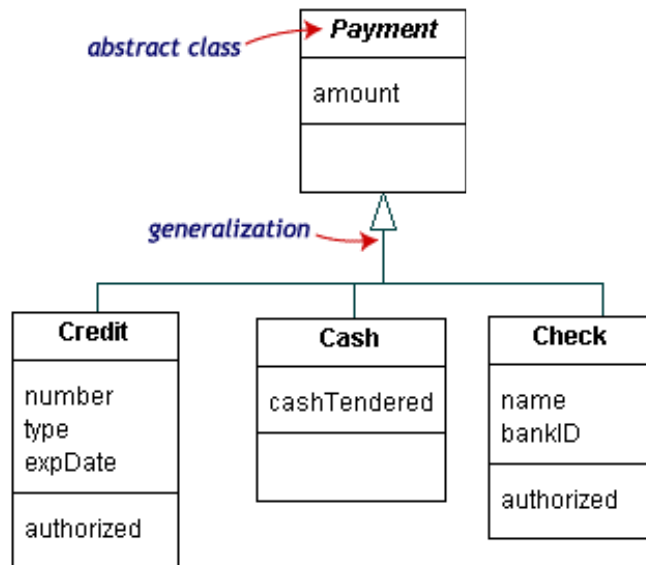 Payment
abstract class
amount
generalization
Credit
number
type
expDate
authorized
Cash
cashTendered
Check
name
bankID
authorized